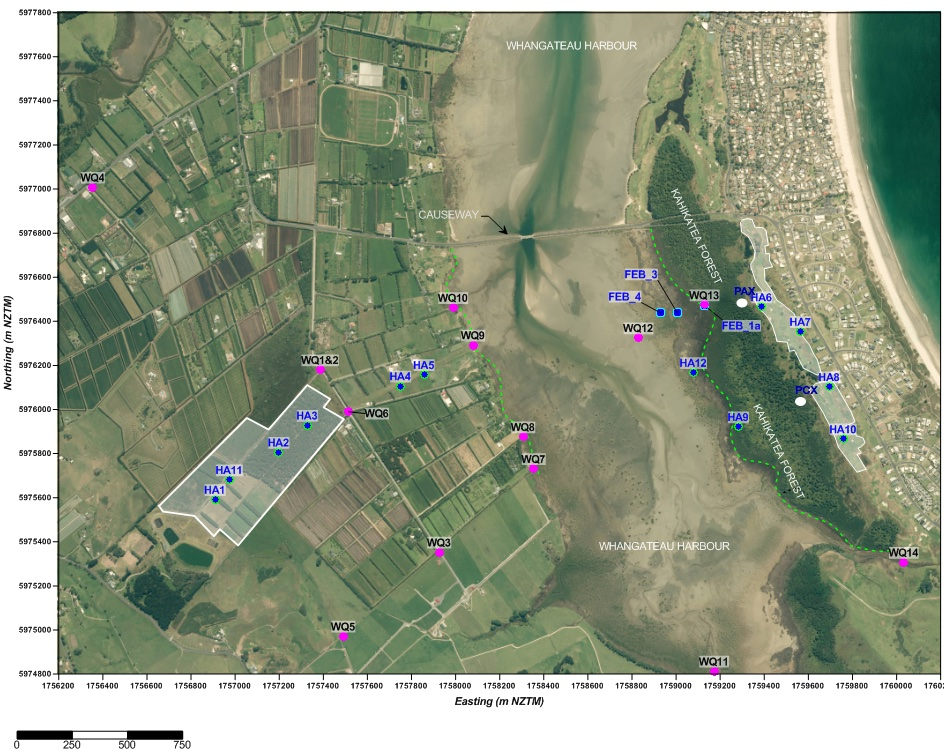 5977800
5977600
5977400
5977200
5977000
5976800
5976600
5976400
5976200
5976000
5975800
5975600
5975400
5975200
5975000
5974800
Northing (m NZTM)
WHANGATEAU HARBOUR
WQ4
CAUSEWAY
KAHIKATEA FOREST
FEB_3
FEB_4
WQ10
WQ13
PAX
HA6
FEB_1a
HA7
WQ12
WQ9
WQ1&2
HA5
HA4
HA12
HA8
PCX
WQ6
HA3
HA9
KAHIKATEA FOREST
WQ8
HA10
HA2
WQ7
HA11
HA1
WQ3
WHANGATEAU HARBOUR
WQ14
WQ5
WQ11
1756200 1756400 1756600 1756800 1757000 1757200 1757400 1757600 1757800 1758000 1758200 1758400 1758600 1758800 1759000 1759200 1759400 1759600 1759800 1760000
Easting (m NZTM)
0 250 500 750